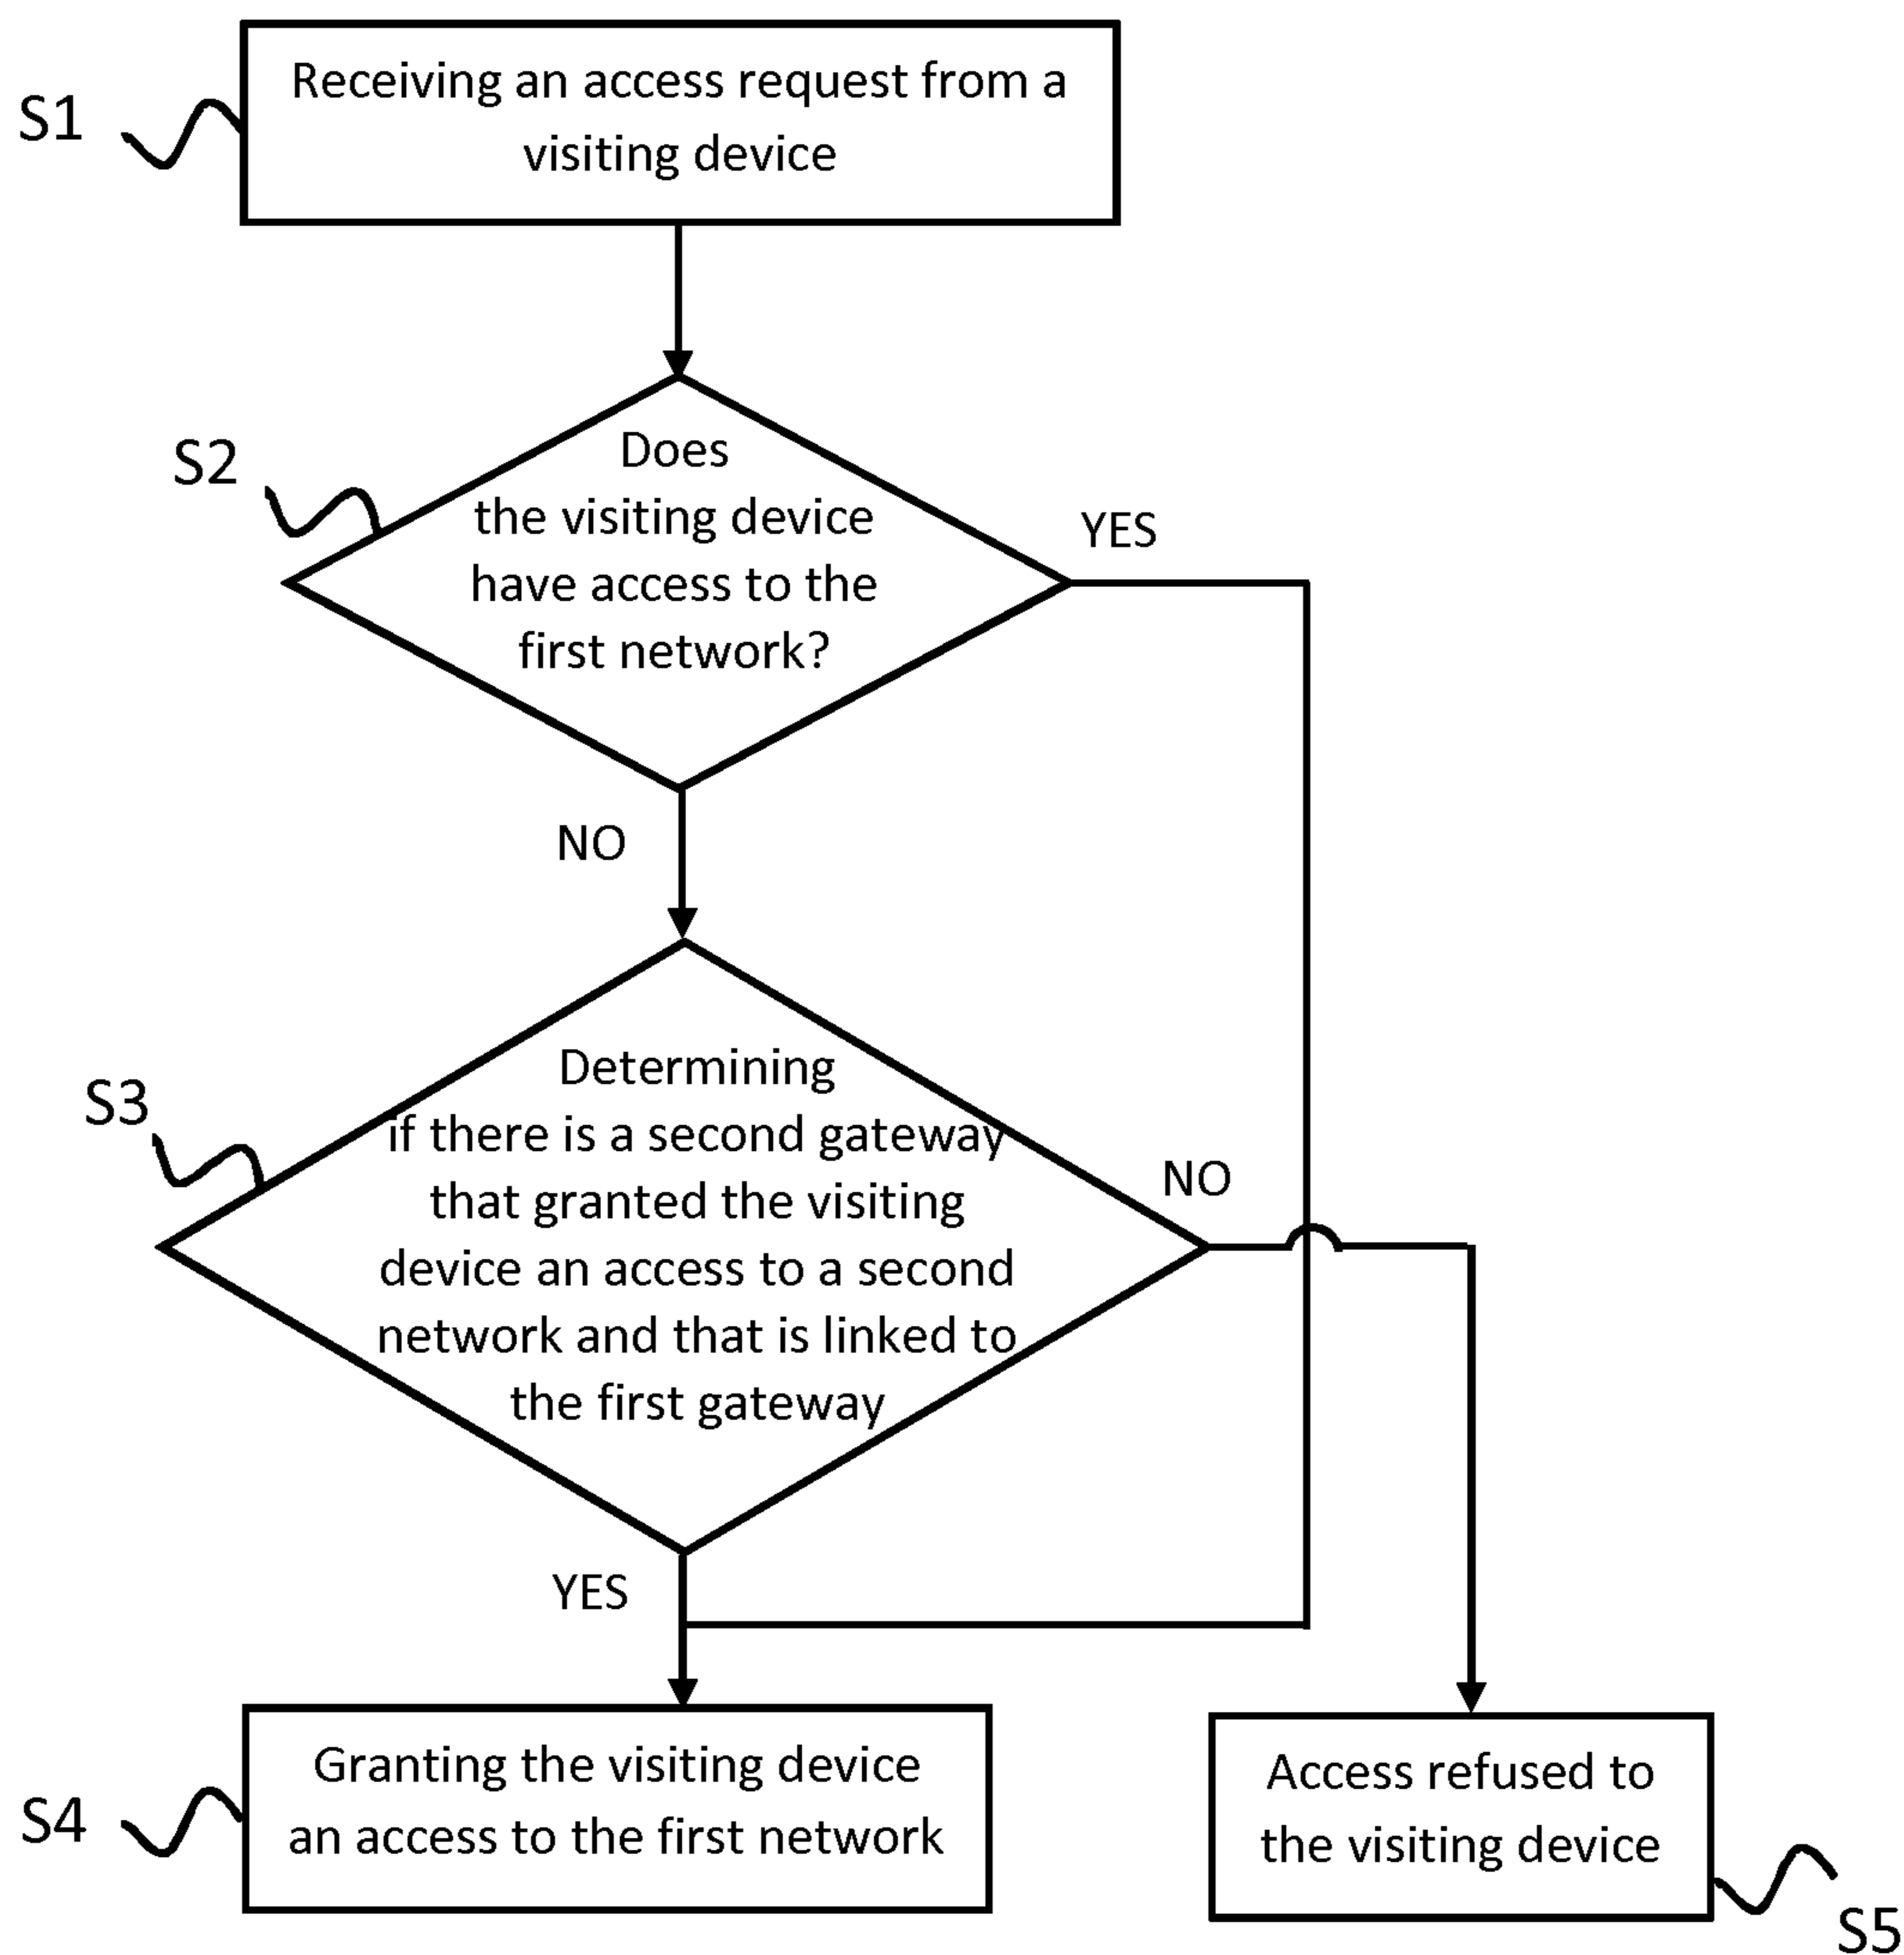 S1
Receiving an access request from a
visiting device
S2
Does
the visiting device
have access to the
first network?
YES
NO
S3
Determining
if there is a second gateway
that granted the visiting
device an access to a second
network and that is linked to
the first gateway
NO
YES
S4
Granting the visiting device
an access to the first network
Access refused to
the visiting device
S5